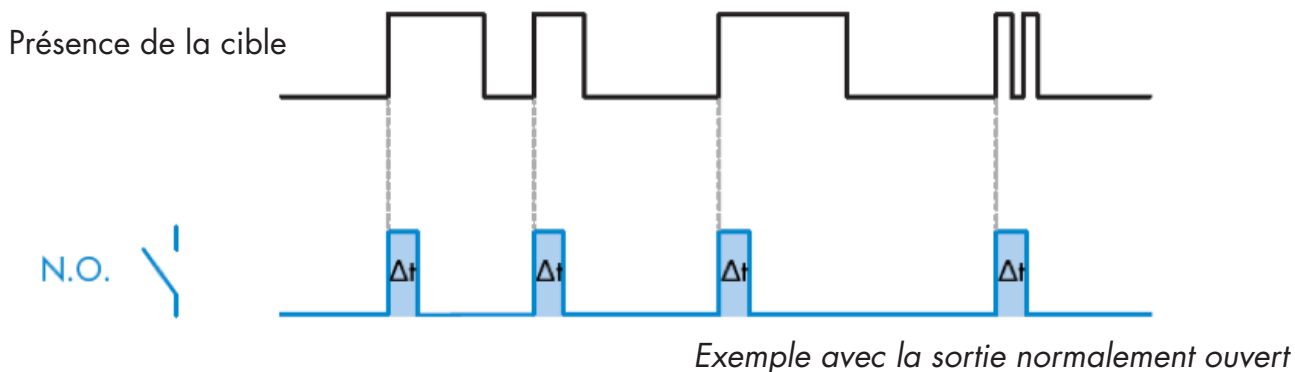 Présence de la cible
N.O.
Δt Δt Δt Δt
Exemple avec la sortie normalement ouvert